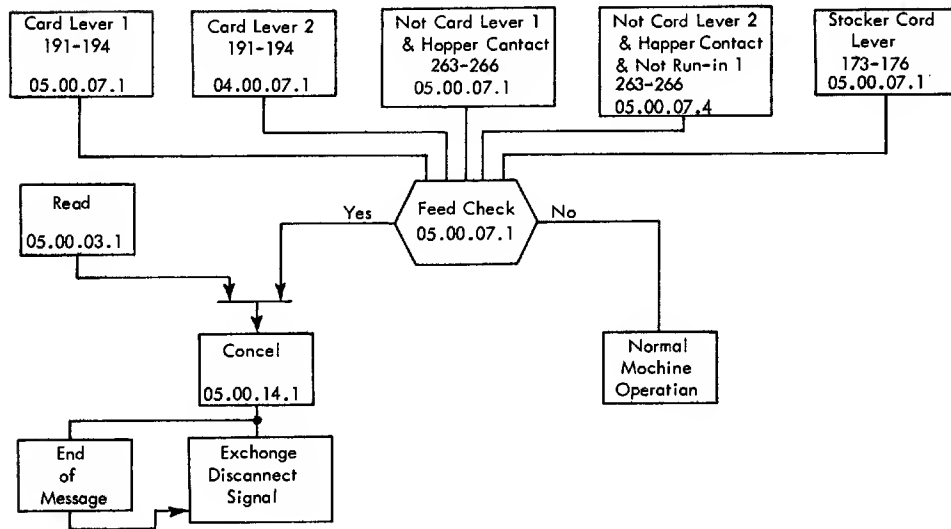 Card Lever 1
191-194
05.00.07.1
Card Lever 2
191-194
04.00.07.1
Not Card Lever 1
& Hopper Cantact
263-266
05.00.07.1
Not Cord Lever 2
& Happer Contact
& Not Run-in 1
263-266
05.00.07.4
Stocker Cord
Lever
173-176
05.00.07.1
Read
05.00.03.1
Yes
Feed Check
05.00.07.1
No
Concel
05.00.14.1
Normal
Mochine
Operation
End
of
Message
Exchonge
Discannect
Signal